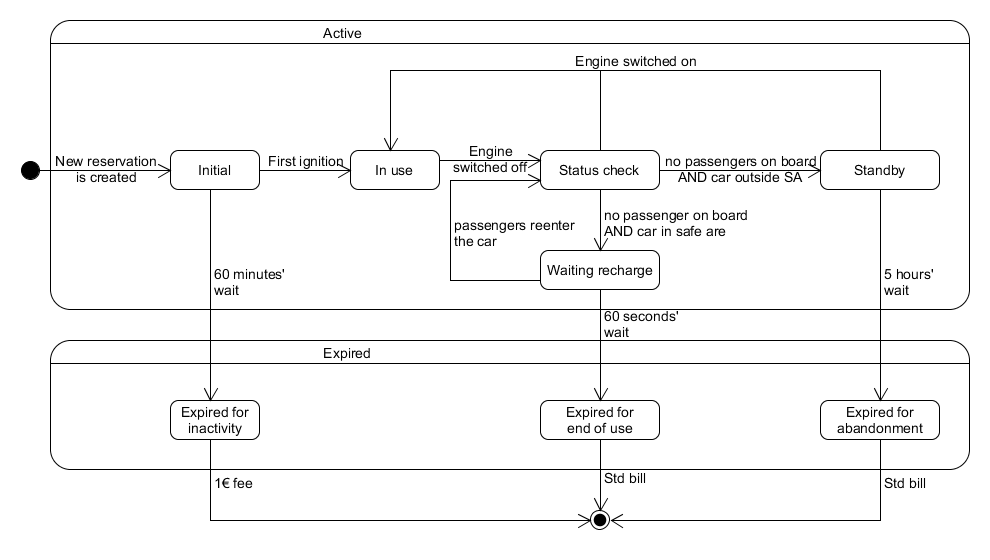 Active
Engine switched on
New reservation
is created
Initial
First ignition
In use
Engine
switched off
Status check
no passengers on board
AND car outside SA
Standby
passengers reenter
the car
no passenger on board
AND car in safe are
Waiting recharge
60 minutes'
wait
5 hours'
wait
60 seconds'
wait
Expired
Expired for
inactivity
Expired for
end of use
Expired for
abandonment
1€ fee
Std bill
Std bill